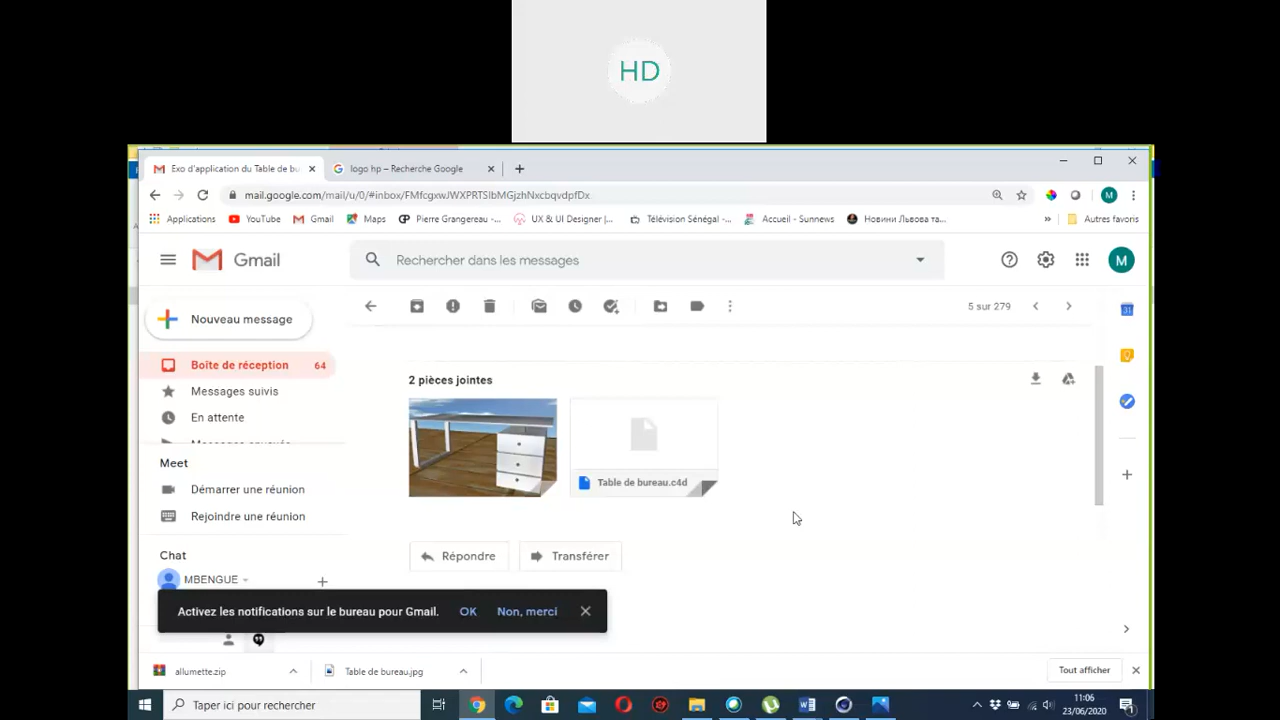 HD
Exo d'application du Table de bu
logo hp – Recherche Google
mail.google.com/mail/u/0/#inbox/FMfcgxwJWXPRTSlbMGjzhNxcbqvdpfDx
Applications
YouTube
Gmail
Maps
Pierre Grangereau -...
UX & UI Designer |...
Télévision Sénégal -...
Accueil - Sunnews
Новини Львова та...
»
Autres favoris
Gmail
Rechercher dans les messages
M
Nouveau message
5 sur 279
Boîte de réception 64
Messages suivis
En attente
Messages envoyés
2 pièces jointes
Table de bureau.c4d
Meet
Démarrer une réunion
Rejoindre une réunion
Répondre
Transférer
Chat
MBENGUE
Activez les notifications sur le bureau pour Gmail. OK Non, merci
allumette.zip
Table de bureau.jpg
Tout afficher
Taper ici pour rechercher
11:06
23/06/2020